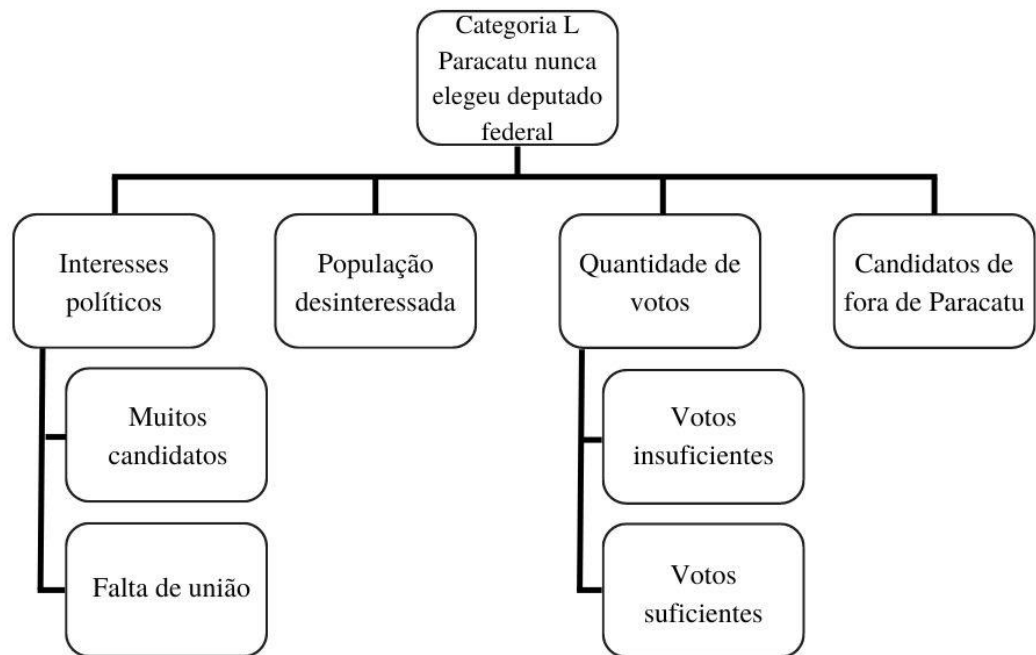 Categoria L
Paracatu nunca
elegeu deputado
federal
Interesses
políticos
População
desinteressada
Quantidade de
votos
Candidatos de
fora de Paracatu
Muitos
candidatos
Votos
insuficientes
Falta de união
Votos
suficientes